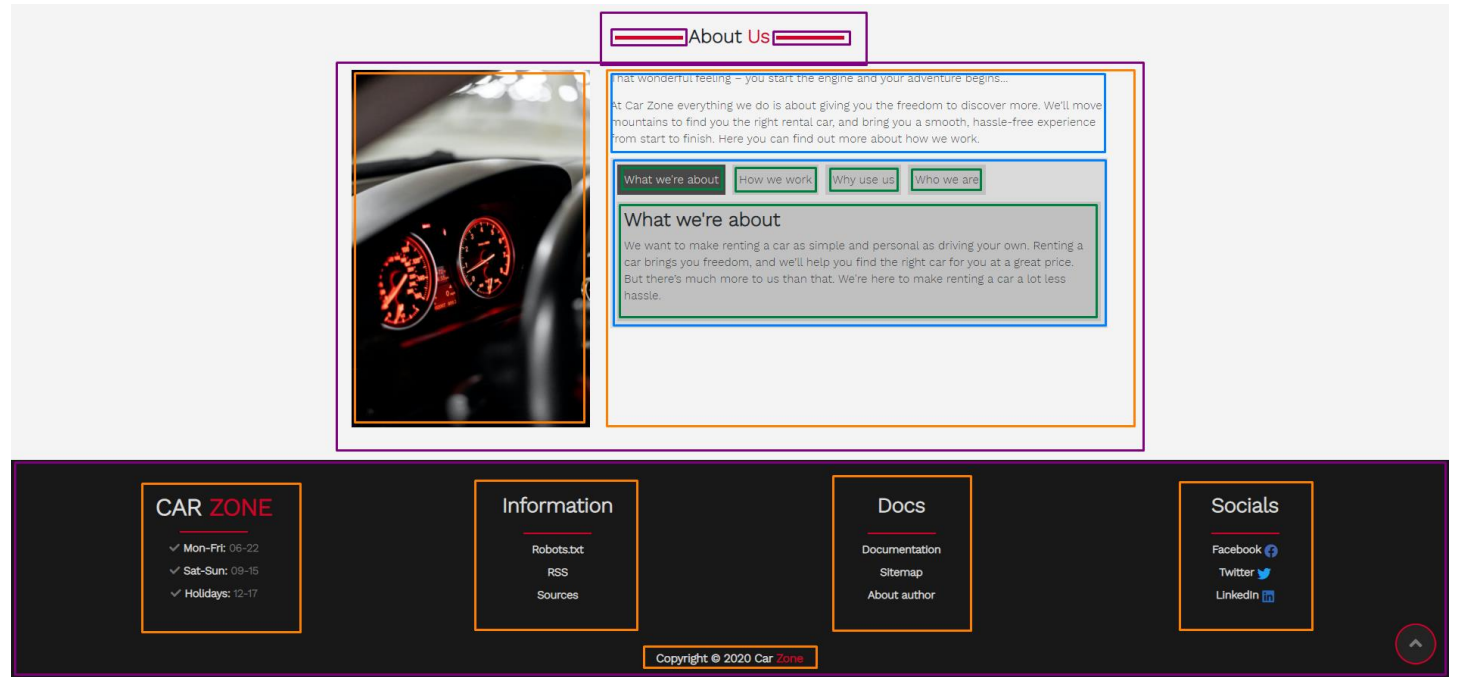 About Us
That wonderful feeling – you start the engine and your adventure begins...
At Car Zone everything we do is about giving you the freedom to discover more. We'll move
mountains to find you the right rental car, and bring you a smooth, hassle-free experience
from start to finish. Here you can find out more about how we work.
What we're about How we work Why use us Who we are
What we're about
We want to make renting a car as simple and personal as driving your own. Renting a
car brings you freedom, and we'll help you find the right car for you at a great price.
But there's much more to us than that. We're here to make renting a car a lot less
hassle.
CAR ZONE
Mon-Fri: 06-22
Sat-Sun: 09-15
Holidays: 12-17
Information
Robots.txt
RSS
Sources
Docs
Documentation
Sitemap
About author
Socials
Facebook
Twitter
LinkedIn
Copyright © 2020 Car Zone